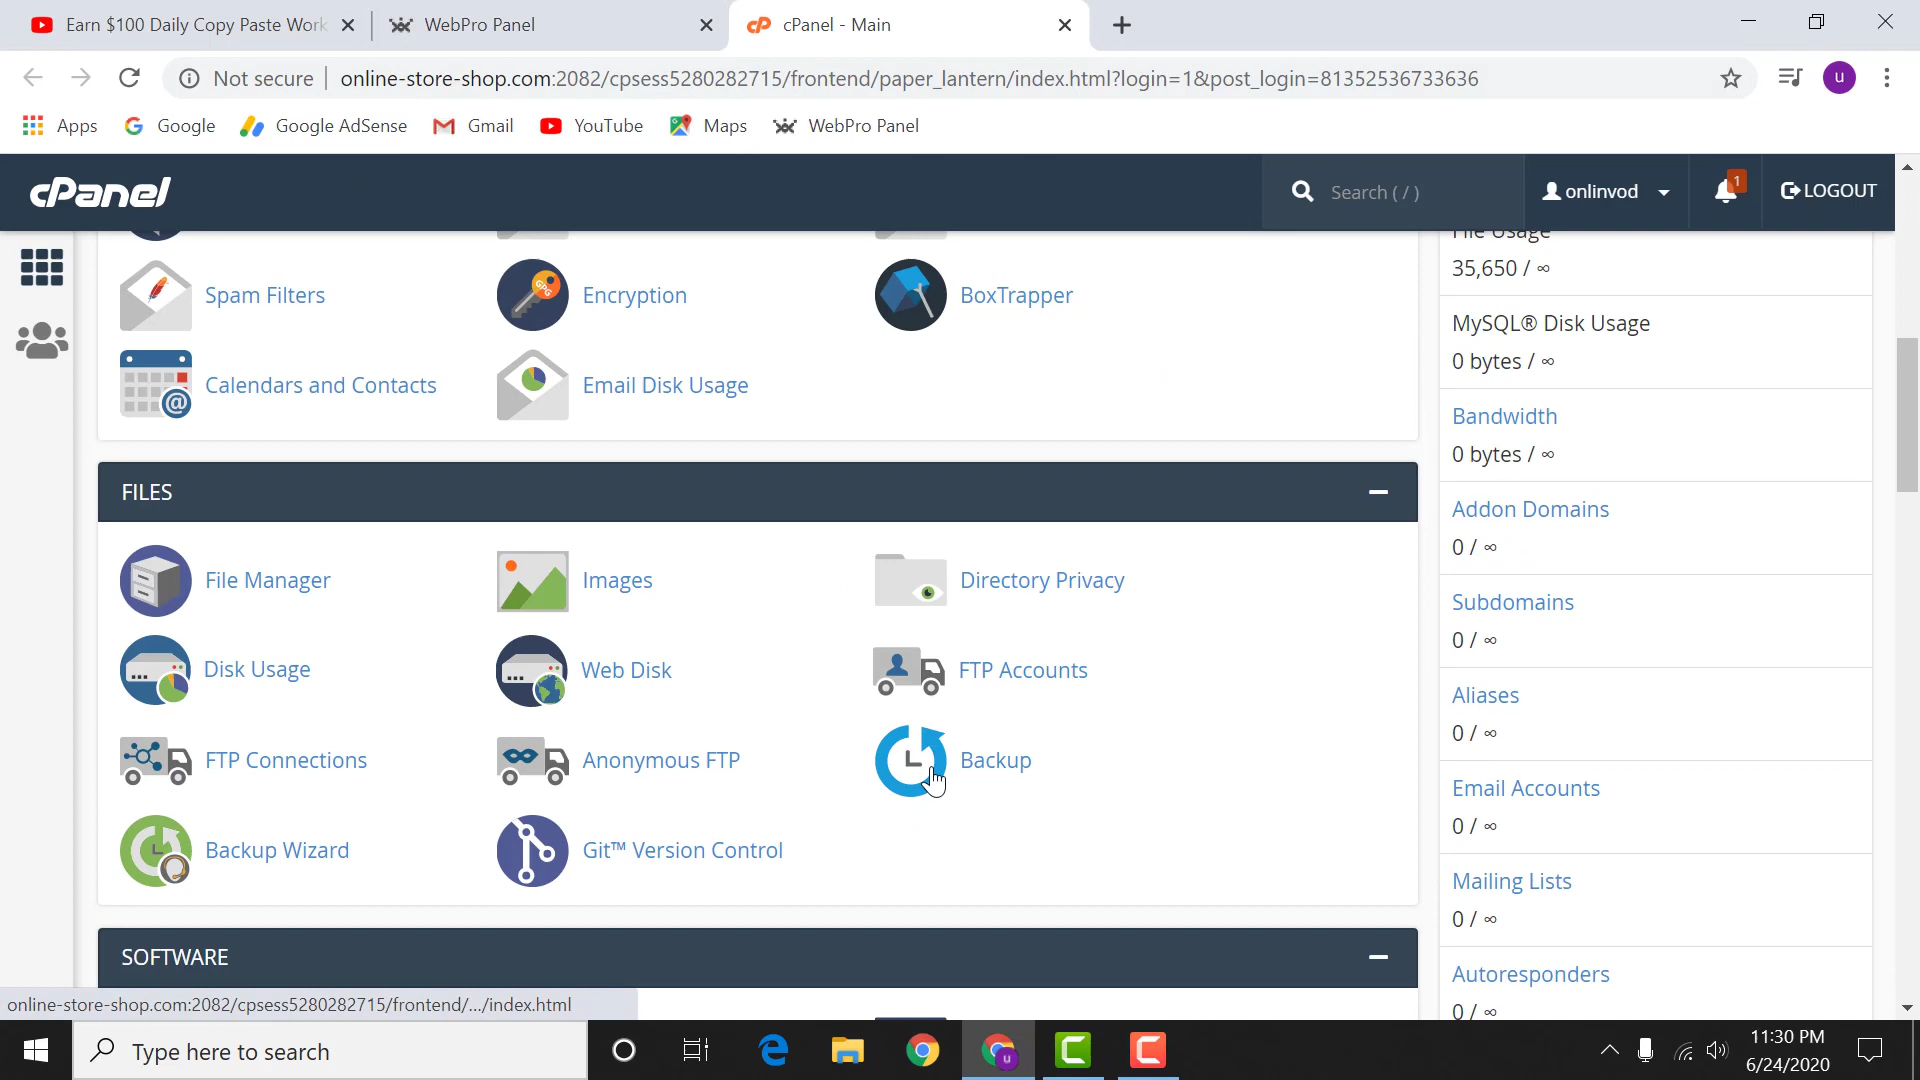 Earn $100 Daily Copy Paste Work
WebPro Panel
cPanel - Main
Not secure
online-store-shop.com:2082/cpsess5280282715/frontend/paper_lantern/index.html?login=1&post_login=81352536733636
u
Apps
Google
Google AdSense
Gmail
YouTube
Maps
WebPro Panel
cPanel
Search ( / )
onlinvod
1
LOGOUT
Spam Filters
GPG
Encryption
BoxTrapper
Calendars and Contacts
Email Disk Usage
FILES
File Manager
Images
Directory Privacy
Disk Usage
Web Disk
FTP Accounts
FTP Connections
Anonymous FTP
Backup
Backup Wizard
Git™ Version Control
SOFTWARE
File Usage
35,650 / ∞
MySQL® Disk Usage
0 bytes / ∞
Bandwidth
0 bytes / ∞
Addon Domains
0 / ∞
Subdomains
0 / ∞
Aliases
0 / ∞
Email Accounts
0 / ∞
Mailing Lists
0 / ∞
Autoresponders
0 / ∞
online-store-shop.com:2082/cpsess5280282715/frontend/.../index.html
Type here to search
u
11:30 PM
6/24/2020